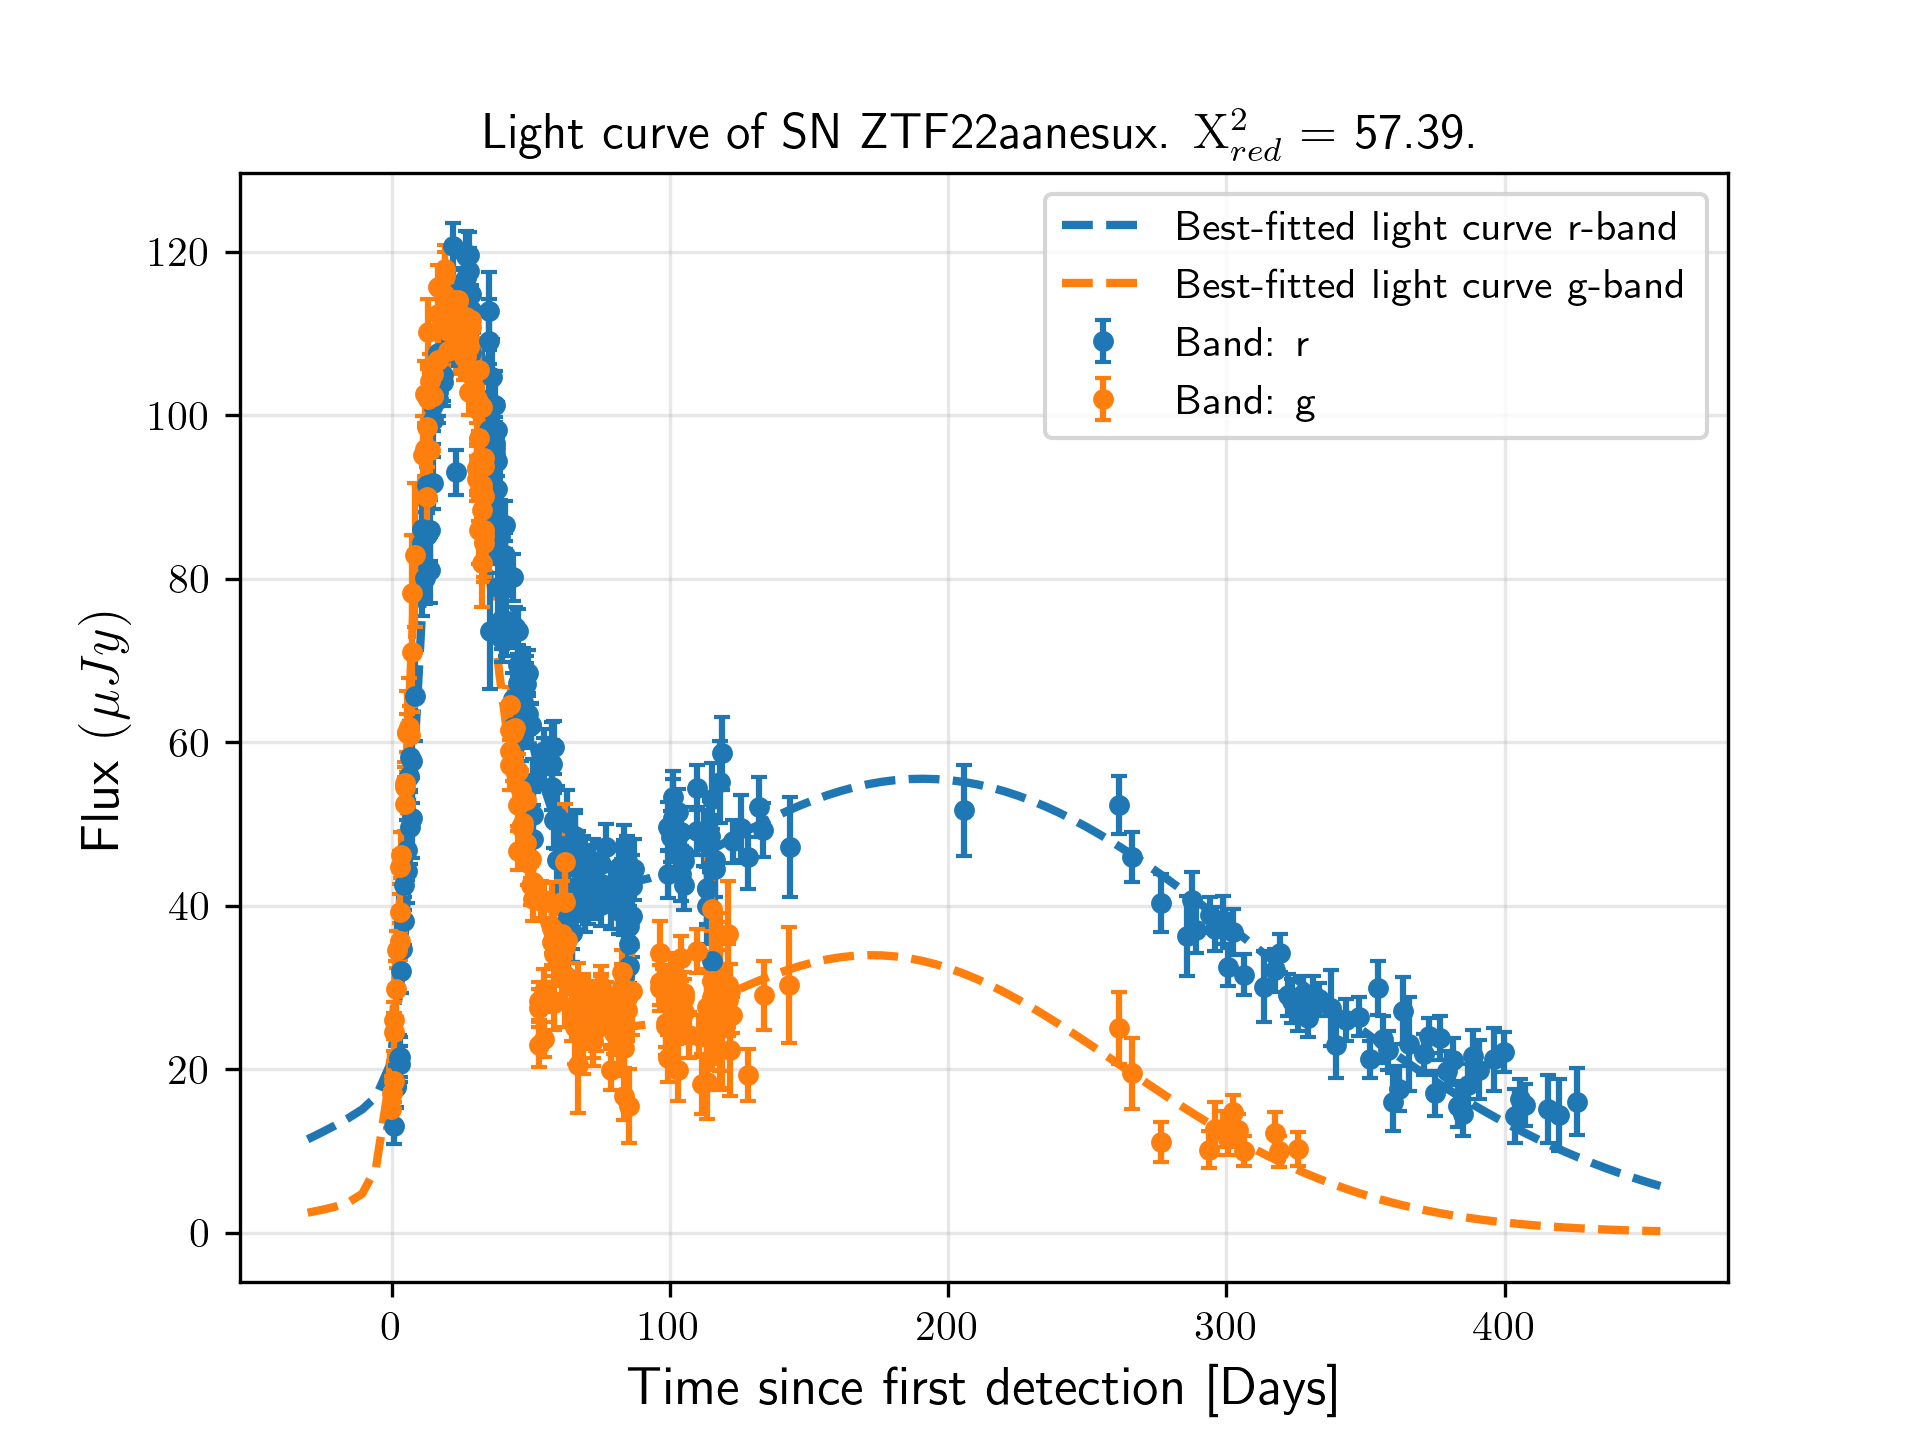 Light curve of SN ZTF22aanesux. X²_red = 57.39.
Best-fitted light curve r-band
Best-fitted light curve g-band
Band: r
Band: g
120
100
80
60
40
20
0
Flux (μJy)
0 100 200 300 400
Time since first detection [Days]